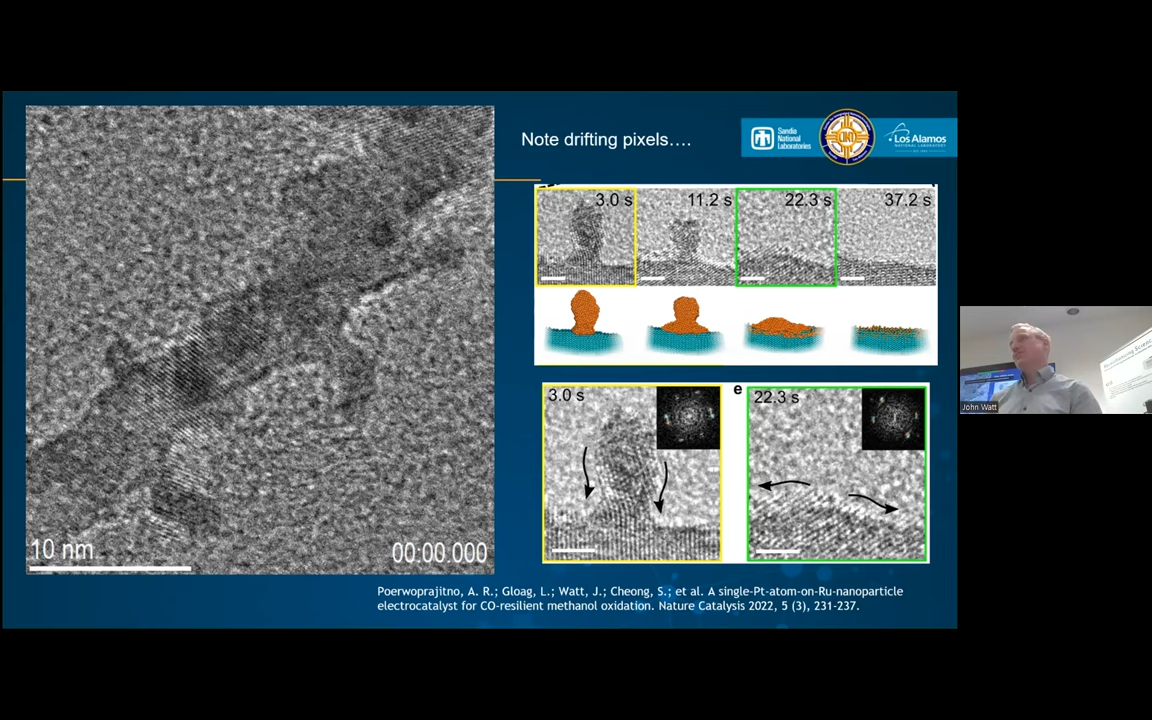 Note drifting pixels….
Sandia
National
Laboratories
Los Alamos
NATIONAL LABORATORY
3.0 s
11.2 s
22.3 s
37.2 s
3.0 s
e
22.3 s
10 nm
00:00.000
Poerwoprajitno, A. R.; Gloag, L.; Watt, J.; Cheong, S.; et al. A single-Pt-atom-on-Ru-nanoparticle
electrocatalyst for CO-resilient methanol oxidation. Nature Catalysis 2022, 5 (3), 231-237.
John Watt